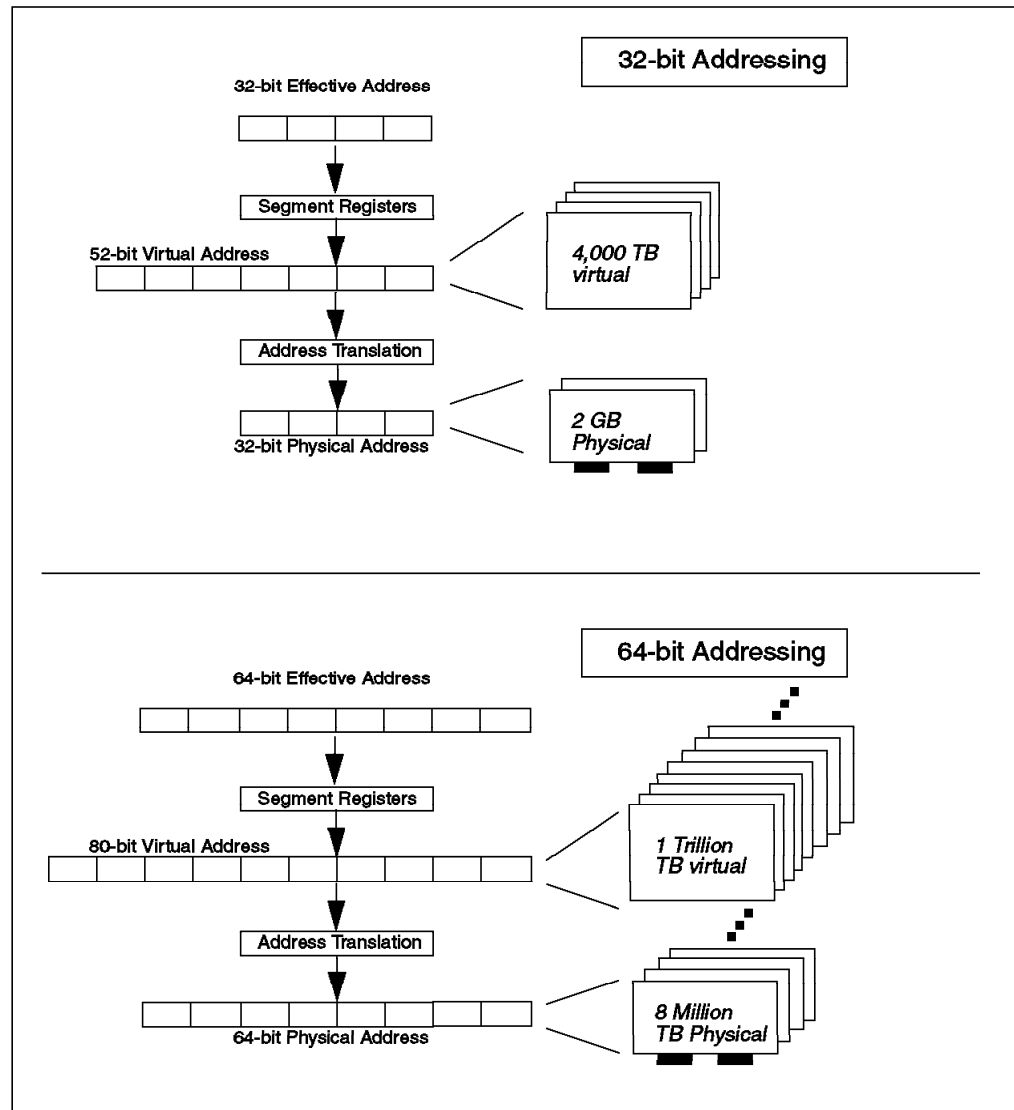 32-bit Addressing
32-bit Effective Address
Segment Registers
52-bit Virtual Address
4,000 TB
virtual
Address Translation
2 GB
Physical
32-bit Physical Address
64-bit Addressing
64-bit Effective Address
Segment Registers
80-bit Virtual Address
1 Trillion
TB virtual
Address Translation
8 Million
TB Physical
64-bit Physical Address